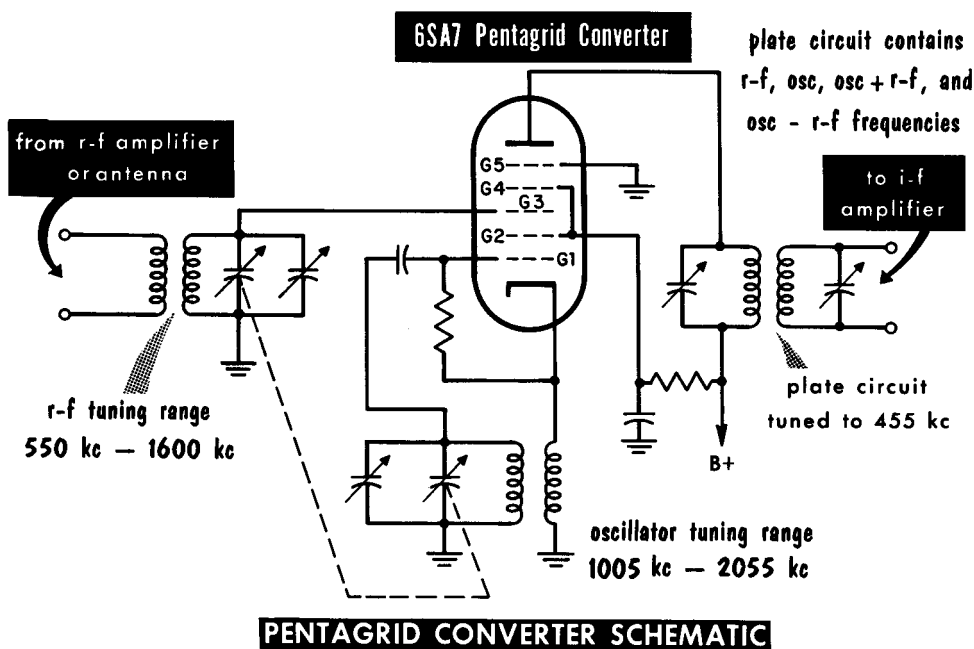 6SA7 Pentagrid Converter
plate circuit contains
r-f, osc, osc + r-f, and
osc - r-f frequencies
from r-f amplifier
or antenna
to i-f
amplifier
G5
G4
G3
G2
G1
r-f tuning range
550 kc — 1600 kc
plate circuit
tuned to 455 kc
B+
oscillator tuning range
1005 kc — 2055 kc
PENTAGRID CONVERTER SCHEMATIC